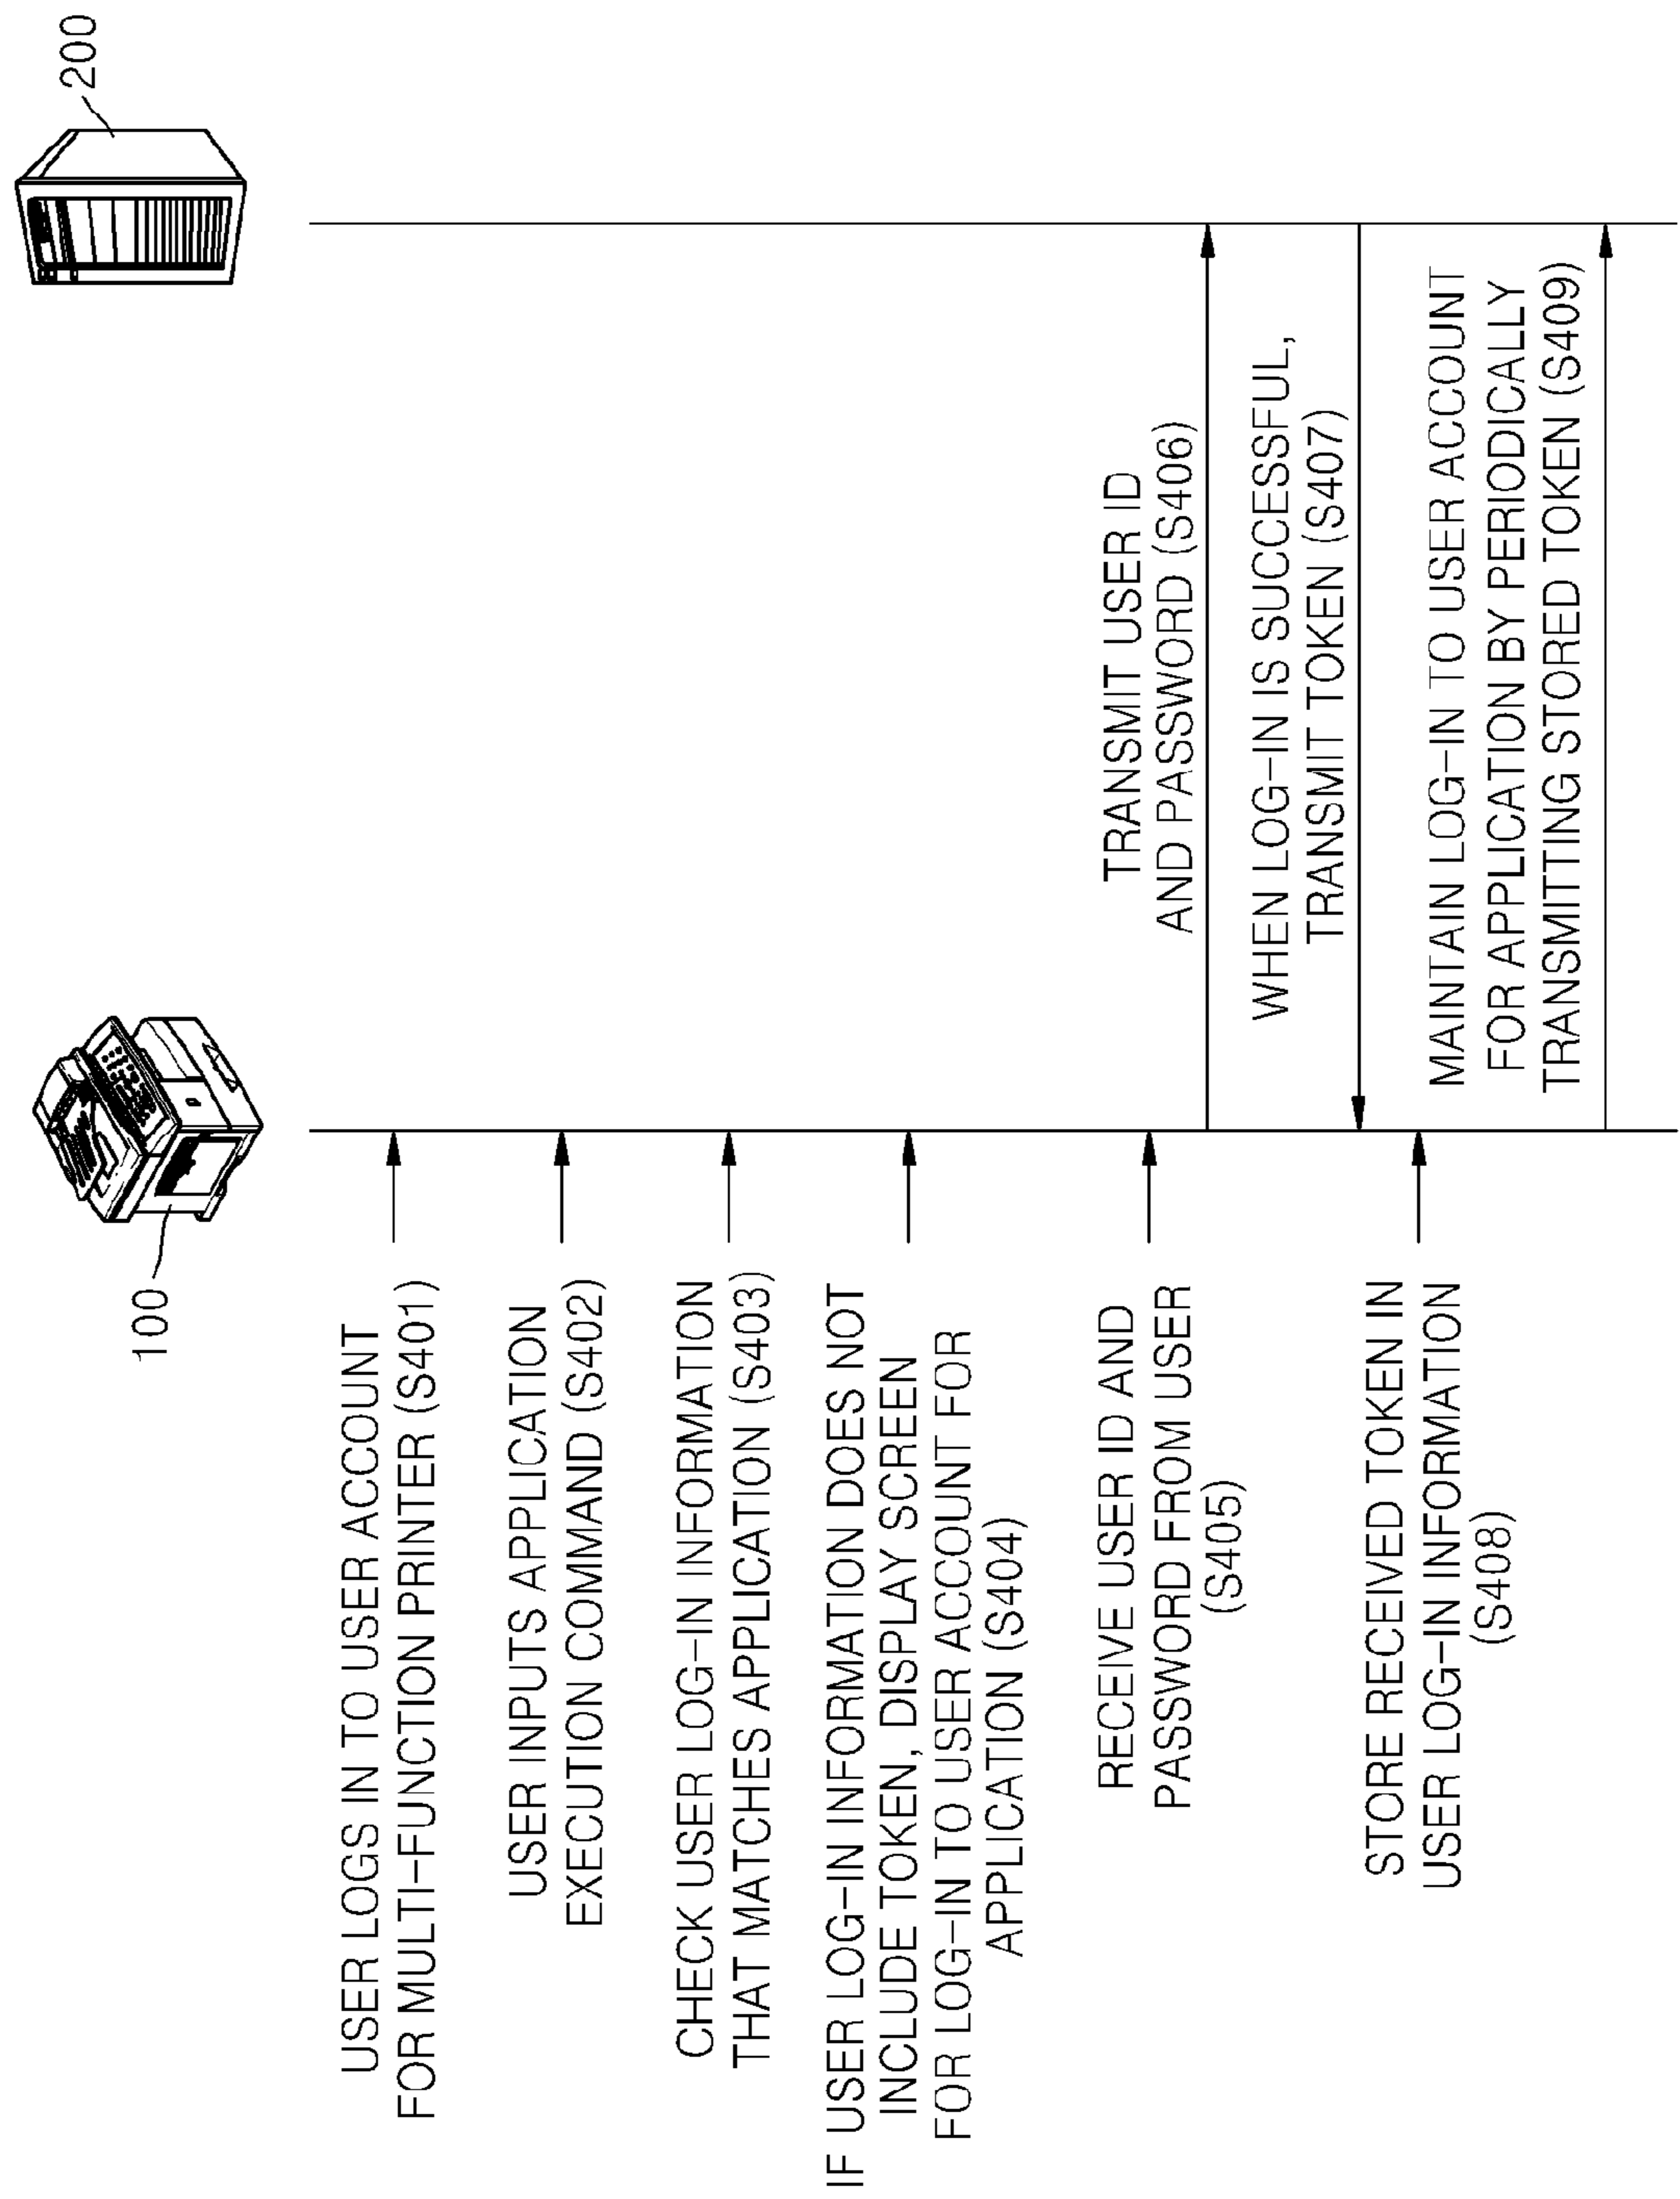 100
200
USER LOGS IN TO USER ACCOUNT
FOR MULTI-FUNCTION PRINTER (S401)
USER INPUTS APPLICATION
EXECUTION COMMAND (S402)
CHECK USER LOG-IN INFORMATION
THAT MATCHES APPLICATION (S403)
IF USER LOG-IN INFORMATION DOES NOT
INCLUDE TOKEN, DISPLAY SCREEN
FOR LOG-IN TO USER ACCOUNT FOR
APPLICATION (S404)
RECEIVE USER ID AND
PASSWORD FROM USER
(S405)
TRANSMIT USER ID
AND PASSWORD (S406)
WHEN LOG-IN IS SUCCESSFUL,
TRANSMIT TOKEN (S407)
STORE RECEIVED TOKEN IN
USER LOG-IN INFORMATION
(S408)
MAINTAIN LOG-IN TO USER ACCOUNT
FOR APPLICATION BY PERIODICALLY
TRANSMITTING STORED TOKEN (S409)